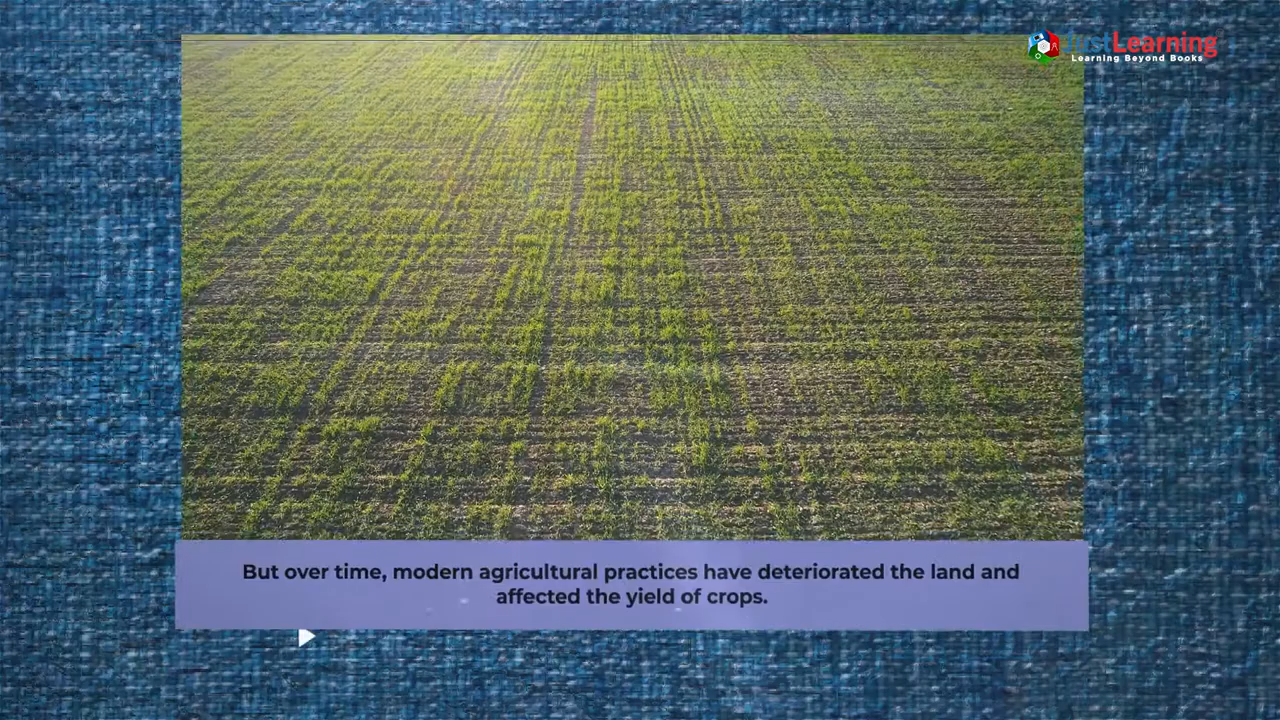 JustLearning
Learning Beyond Books
But over time, modern agricultural practices have deteriorated the land and
affected the yield of crops.